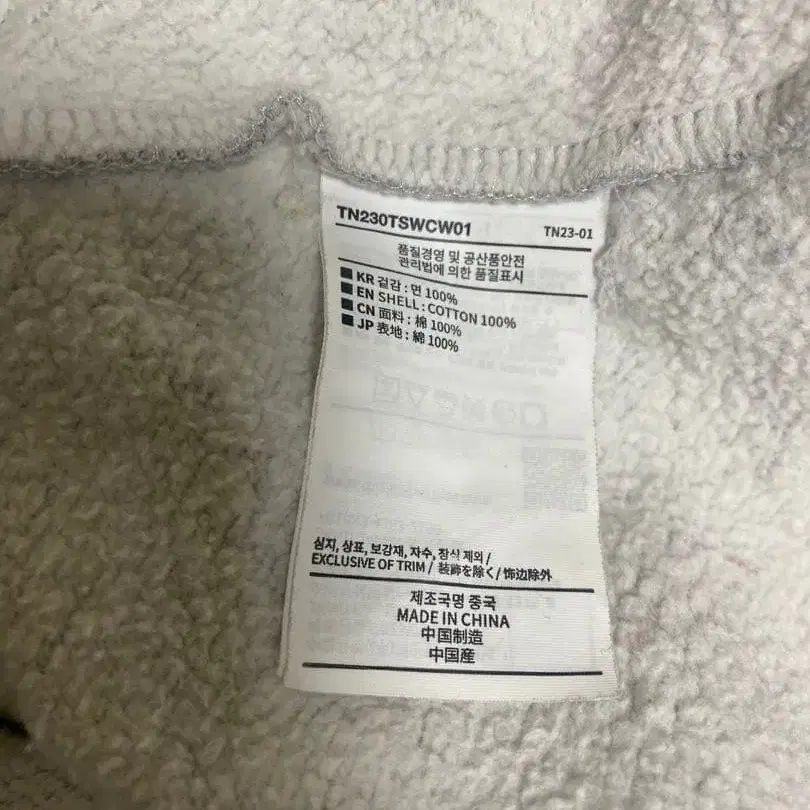 TN230TSWCW01 TN23-01
품질경영 및 공산품안전
관리법에 의한 품질표시
KR 겉감 : 면 100%
EN SHELL : COTTON 100%
CN 面料 : 棉 100%
JP 表地 : 綿 100%
심지, 상표, 보강재, 자수, 장식 제외 /
EXCLUSIVE OF TRIM / 装飾を除く / 饰边除外
제조국명 중국
MADE IN CHINA
中国制造
中国産